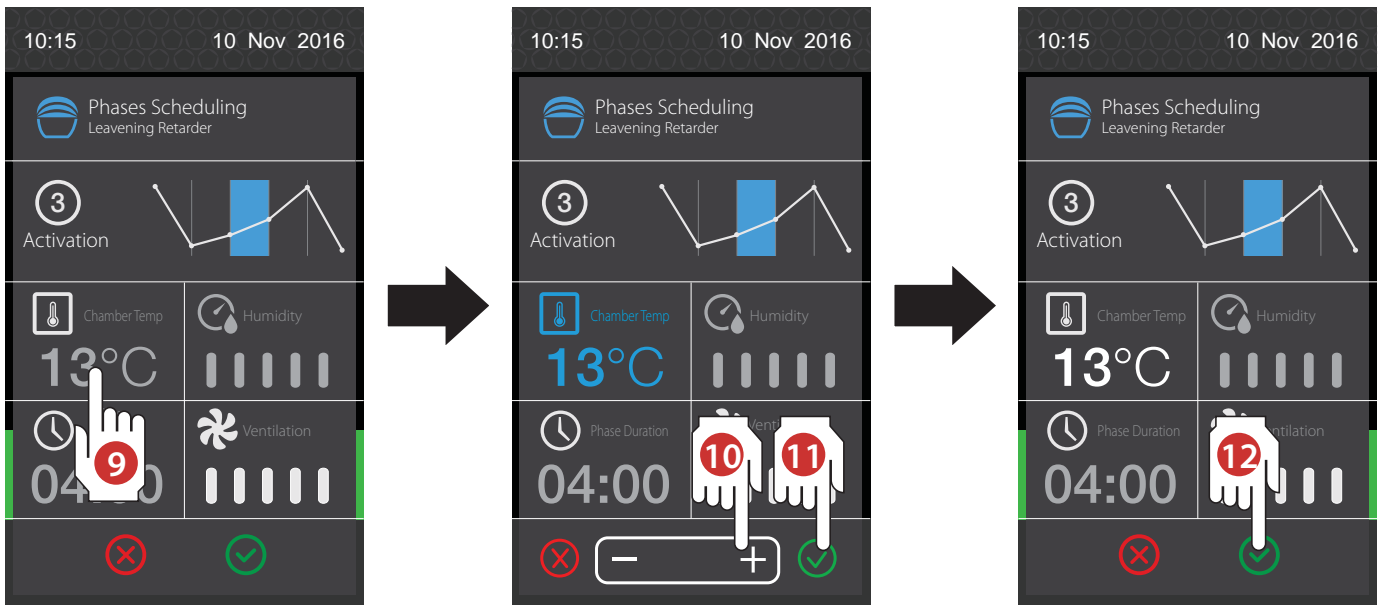 10:15 10 Nov 2016
Phases Scheduling
Leavening Retarder
3
Activation
Chamber Temp Humidity
13°C
Ventilation
04:00
9
10:15 10 Nov 2016
Phases Scheduling
Leavening Retarder
3
Activation
Chamber Temp Humidity
13°C
Phase Duration Vent
04:00
10 11
− +
10:15 10 Nov 2016
Phases Scheduling
Leavening Retarder
3
Activation
Chamber Temp Humidity
13°C
Phase Duration ntilation
04:00
12